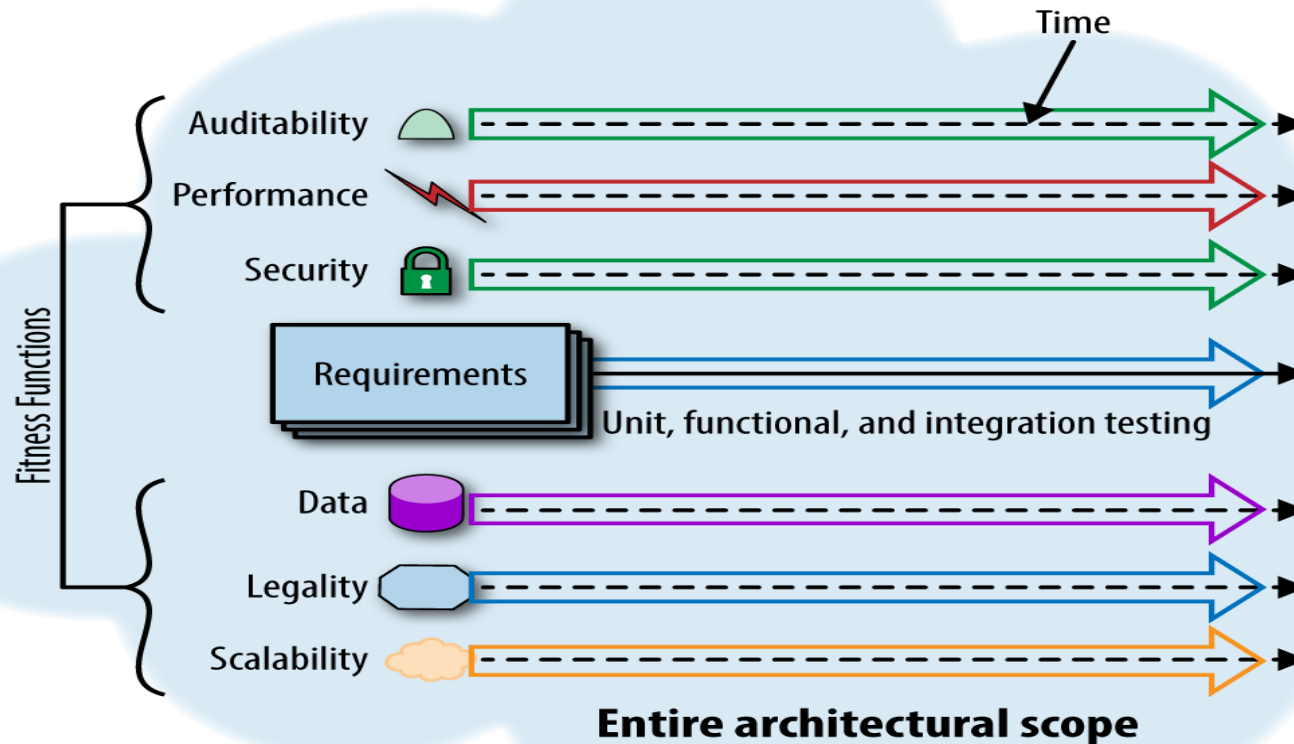 Time
Auditability
Performance
Security
Fitness Functions
Requirements
Unit, functional, and integration testing
Data
Legality
Scalability
Entire architectural scope